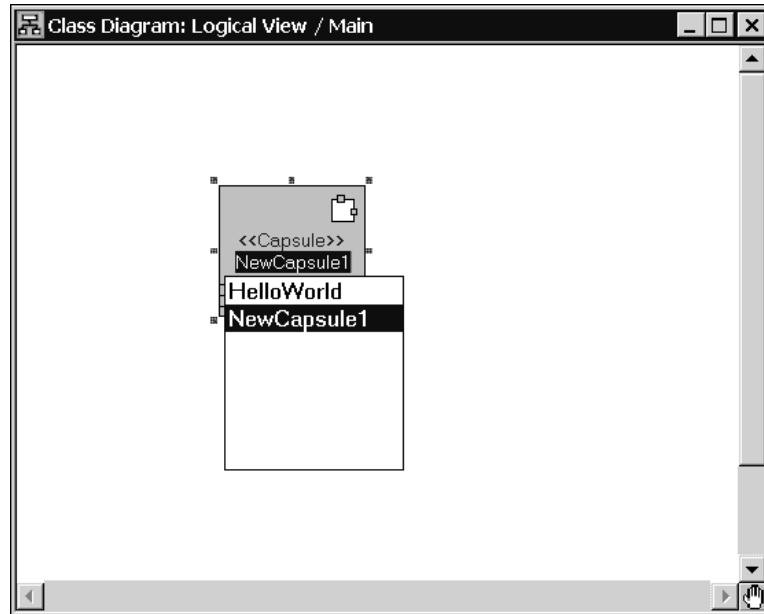 Class Diagram: Logical View / Main
<<Capsule>>
NewCapsule1
HelloWorld
NewCapsule1